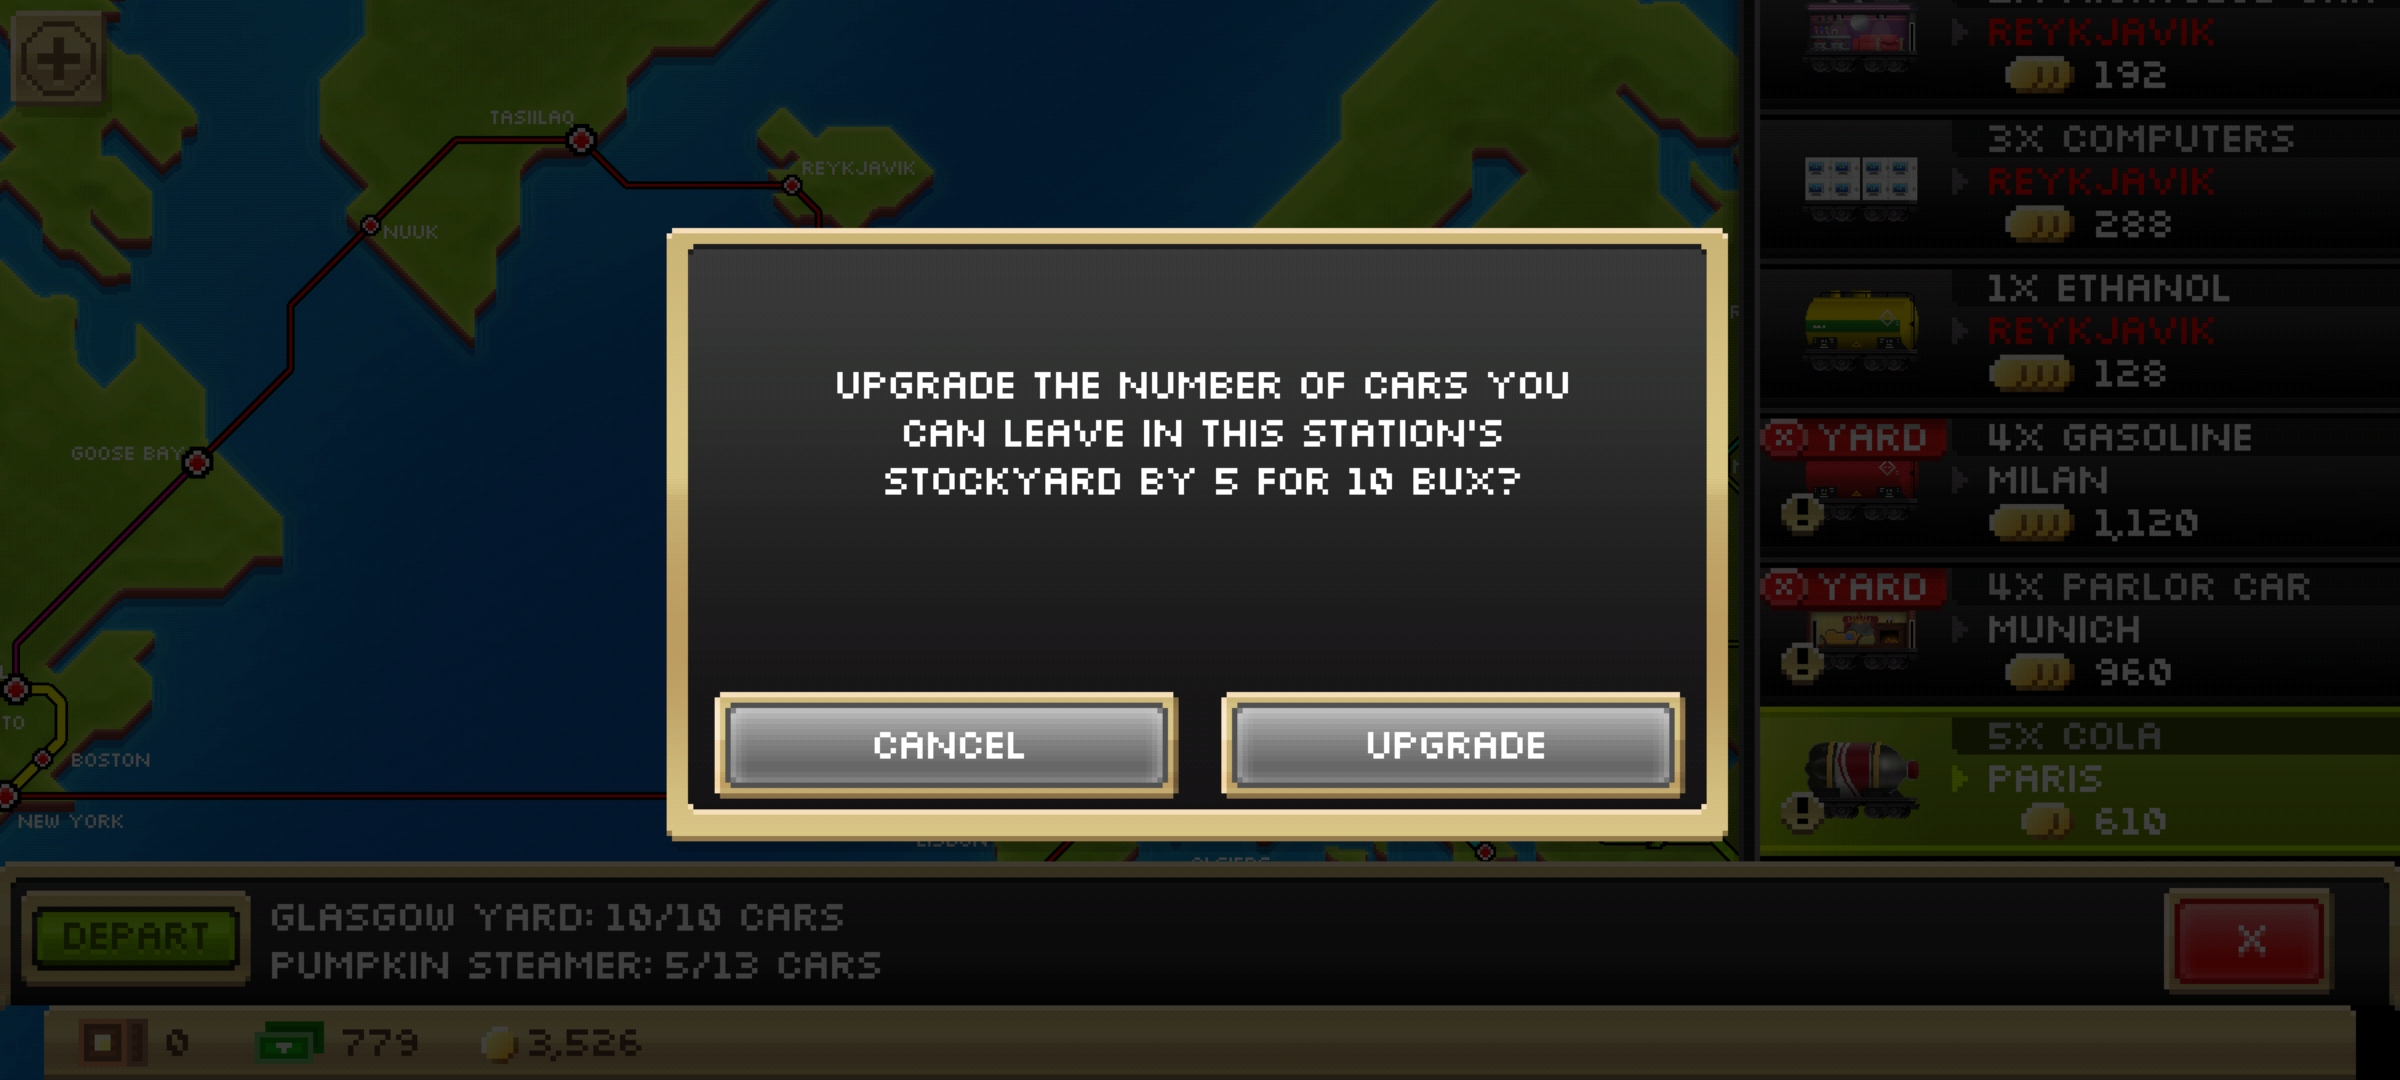 REYKJAVIK
192
TASIILAQ
3X COMPUTERS
REYKJAVIK
REYKJAVIK
288
NUUK
1X ETHANOL
REYKJAVIK
128
UPGRADE THE NUMBER OF CARS YOU
CAN LEAVE IN THIS STATION'S
STOCKYARD BY 5 FOR 10 BUX?
GOOSE BAY
YARD
4X GASOLINE
MILAN
1,120
YARD
4X PARLOR CAR
MUNICH
960
TO
BOSTON
NEW YORK
CANCEL
UPGRADE
5X COLA
PARIS
610
LISBON
ALGIERS
DEPART
GLASGOW YARD: 10/10 CARS
PUMPKIN STEAMER: 5/13 CARS
X
0
779
3,526